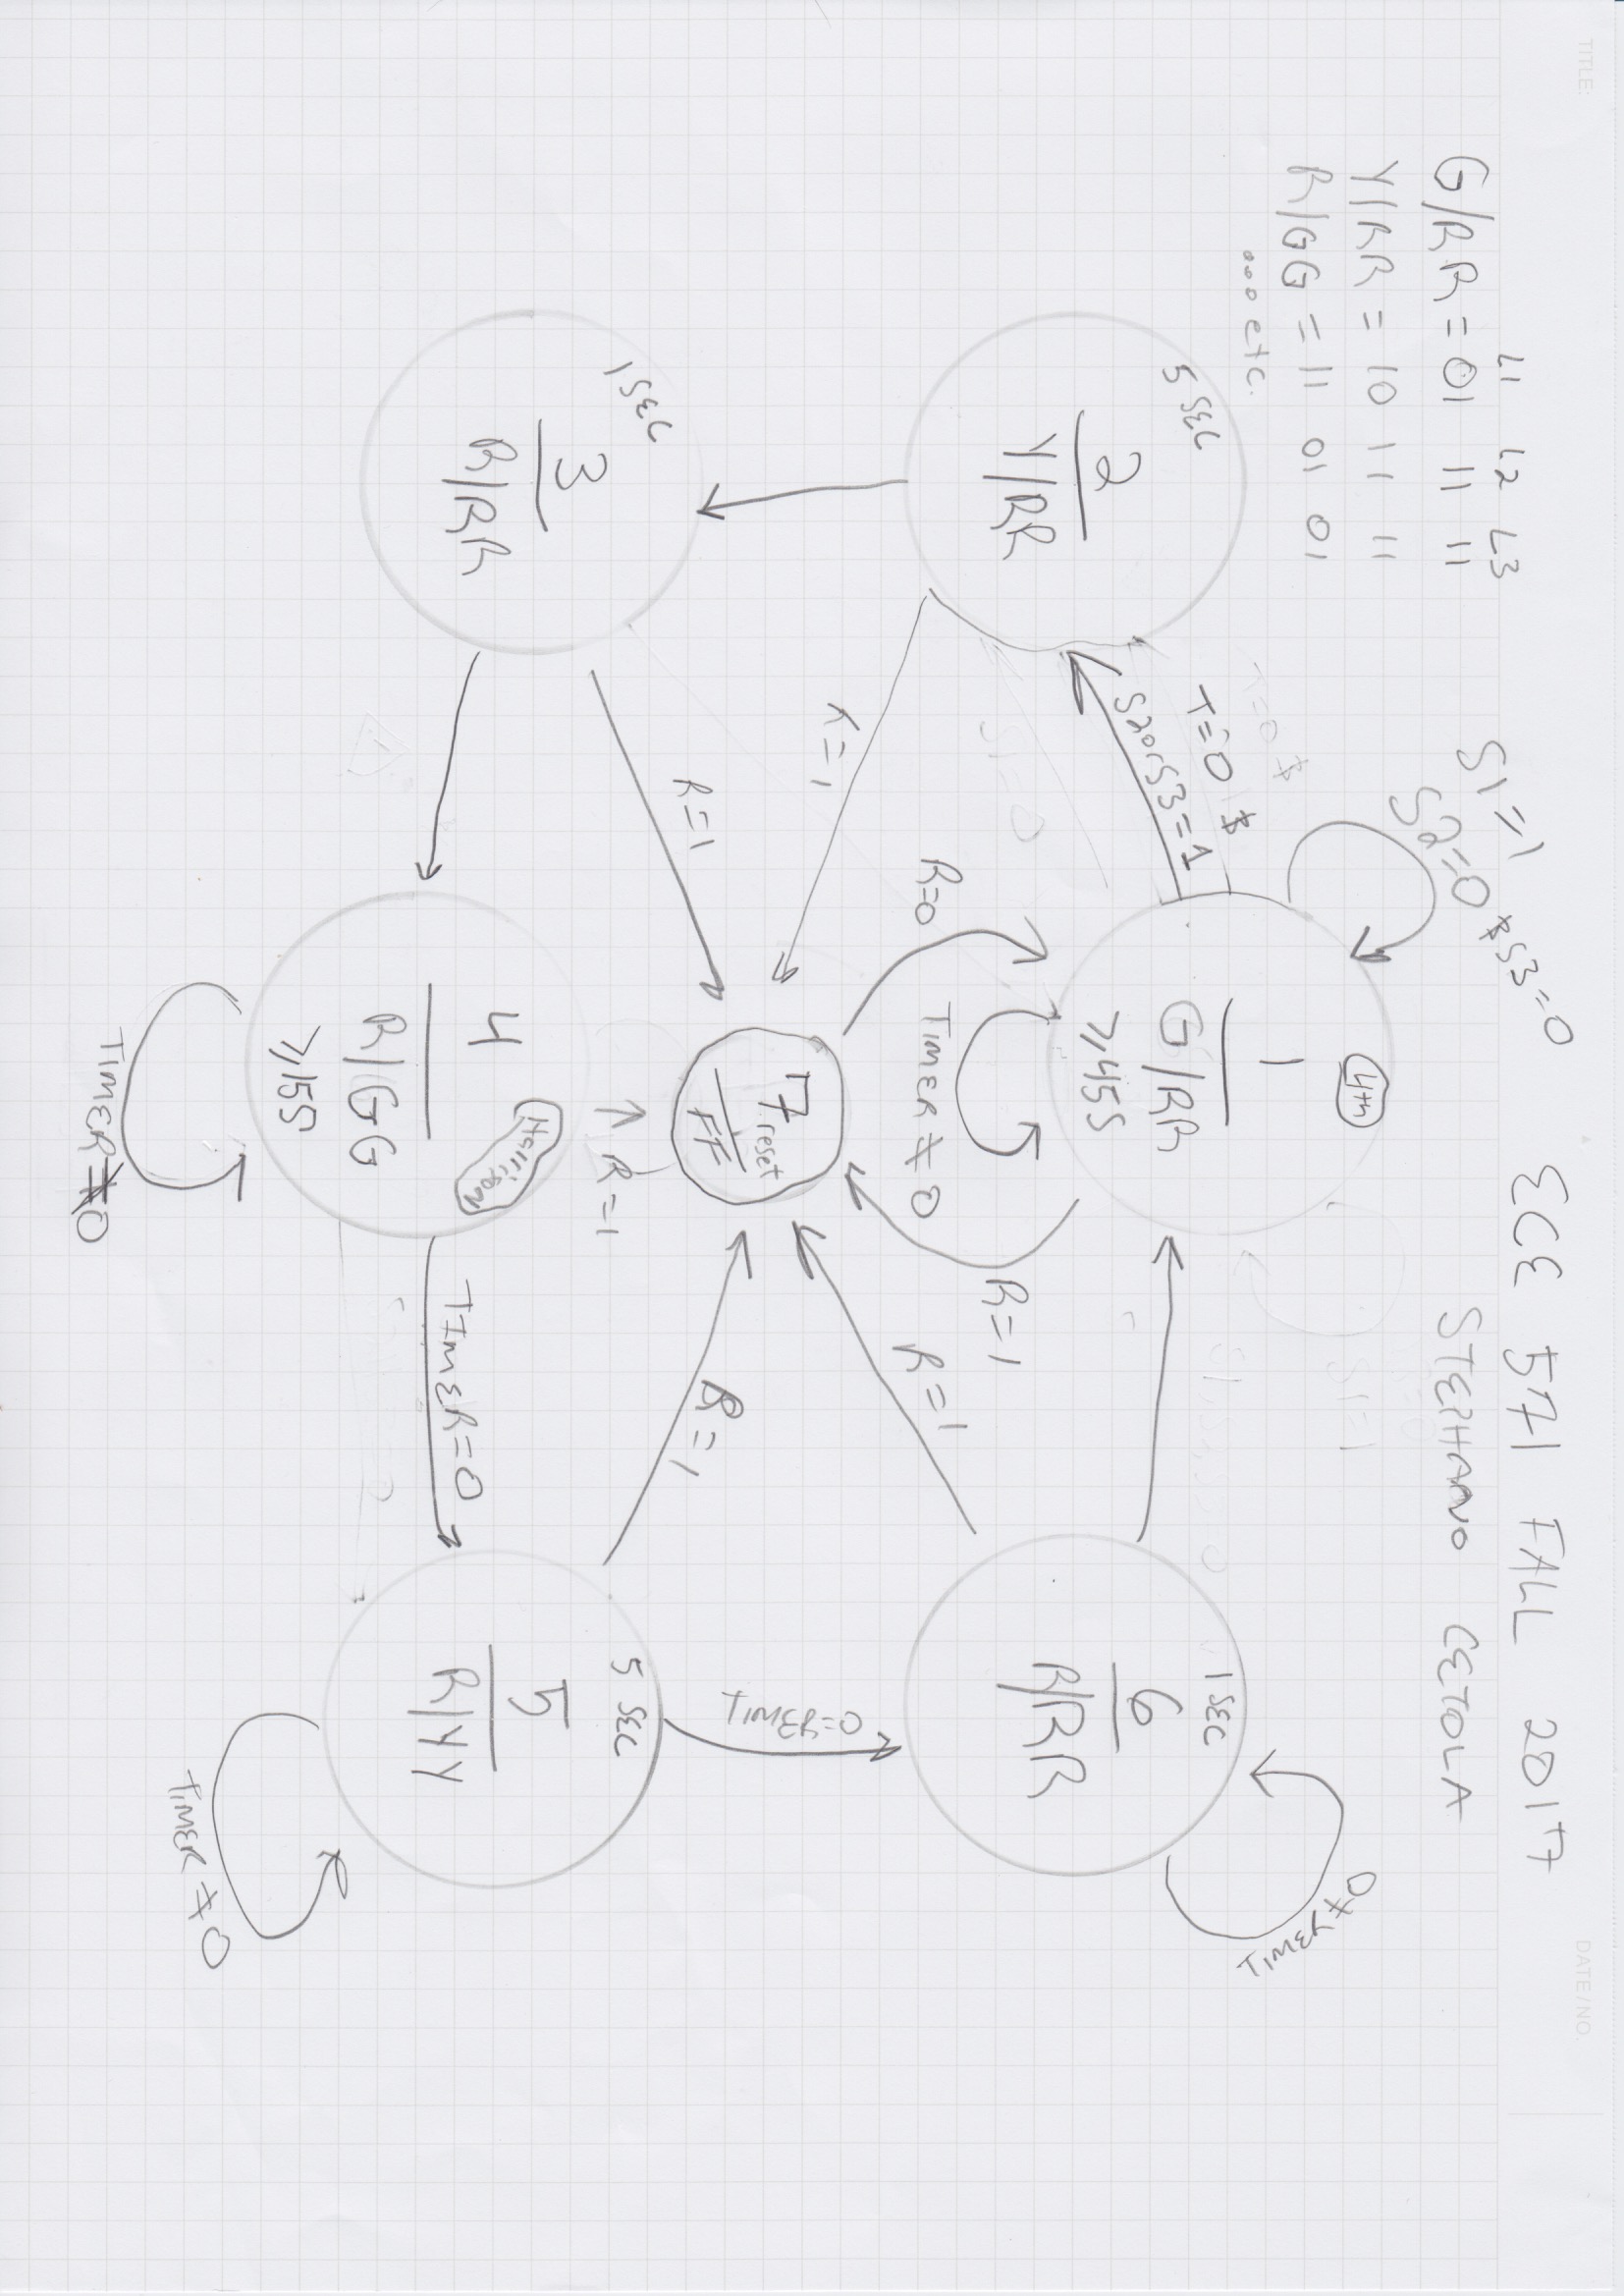 TITLE:
DATE/NO.
ECE 571 FALL 2017
STEPHANO CETOLA
L1 L2 L3
G/RR = 01 11 11
Y/RR = 10 11 11
R/GG = 11 01 01
... etc.
S1=1
S2=0 & S3=0
4th
1
G/RR
≥45S
T=0 &
S2orS3=1
TIMER ≠ 0
R=0
R=1
5 SEC
2
Y/RR
R=1
1 SEC
3
R/RR
R=1
Harrison
4
R/GG
≥15S
R=1
TIMER=0
TIMER≠0
5 SEC
5
R/YY
R=1
TIMER=0
TIMER ≠ 0
1 SEC
6
R/RR
R=1
TIMER≠0
7 reset
FF